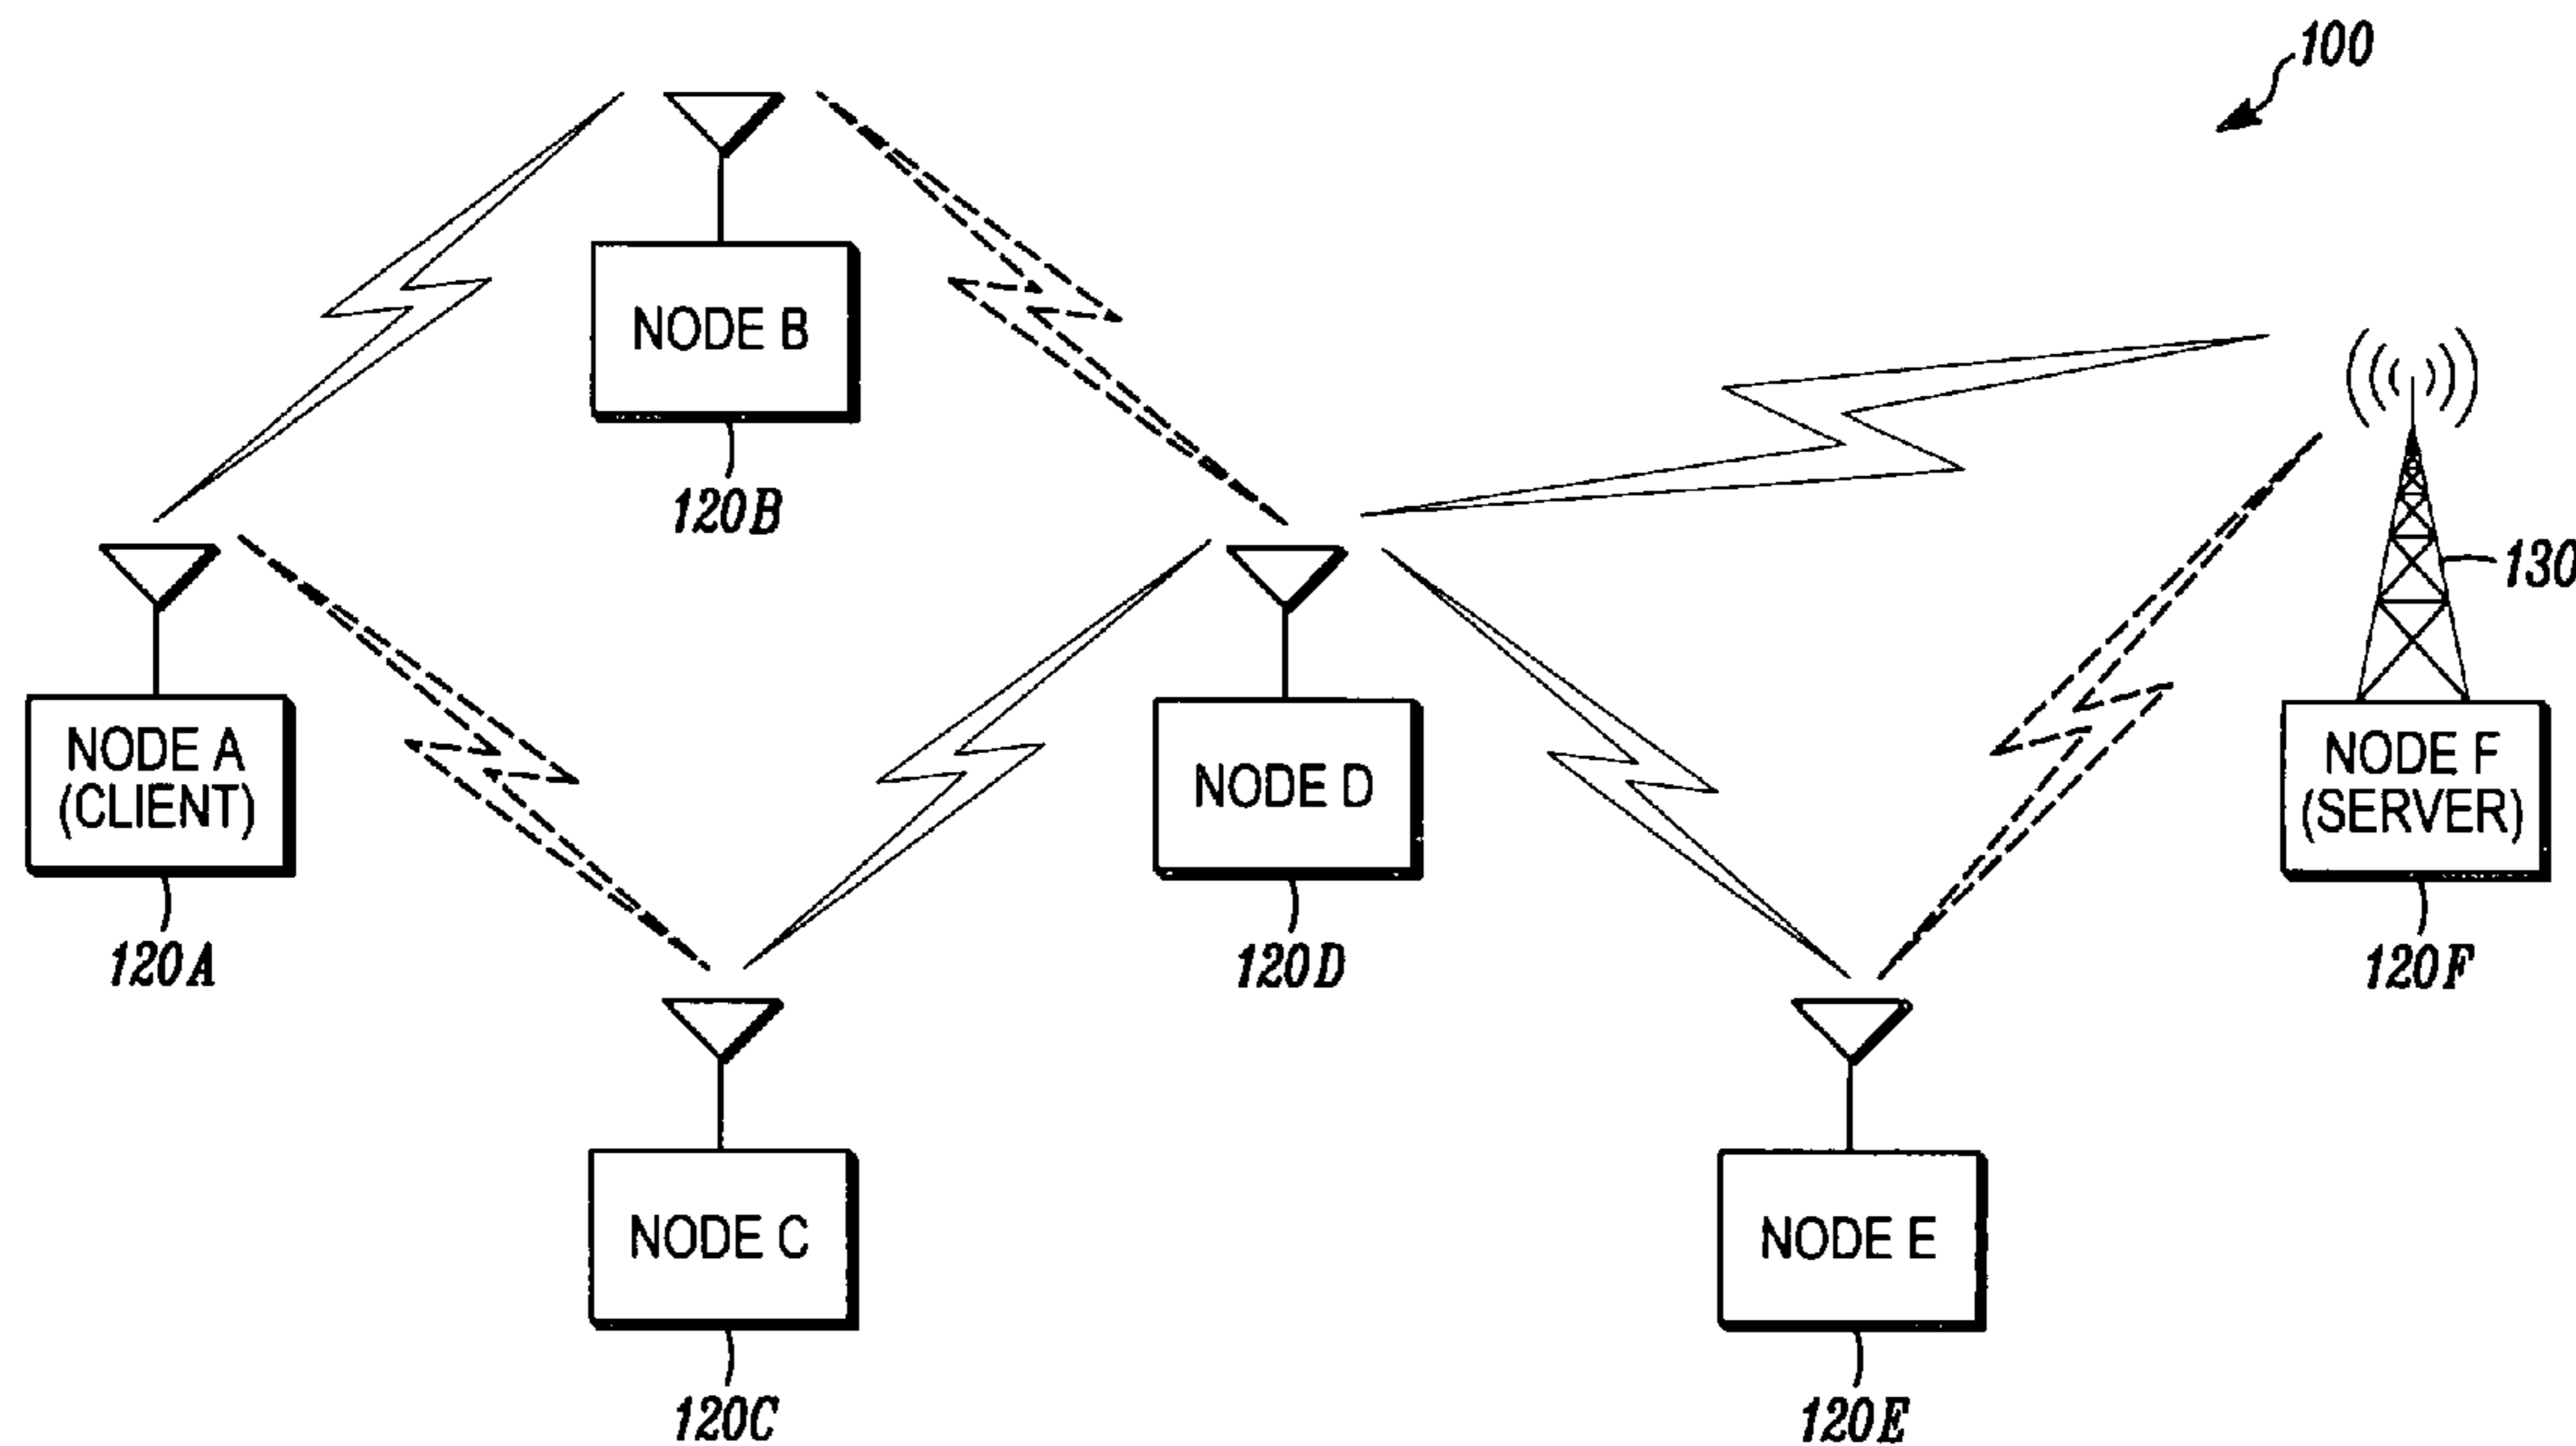 100
NODE B
120B
130
NODE A
(CLIENT)
120A
NODE D
120D
NODE F
(SERVER)
120F
NODE C
120C
NODE E
120E